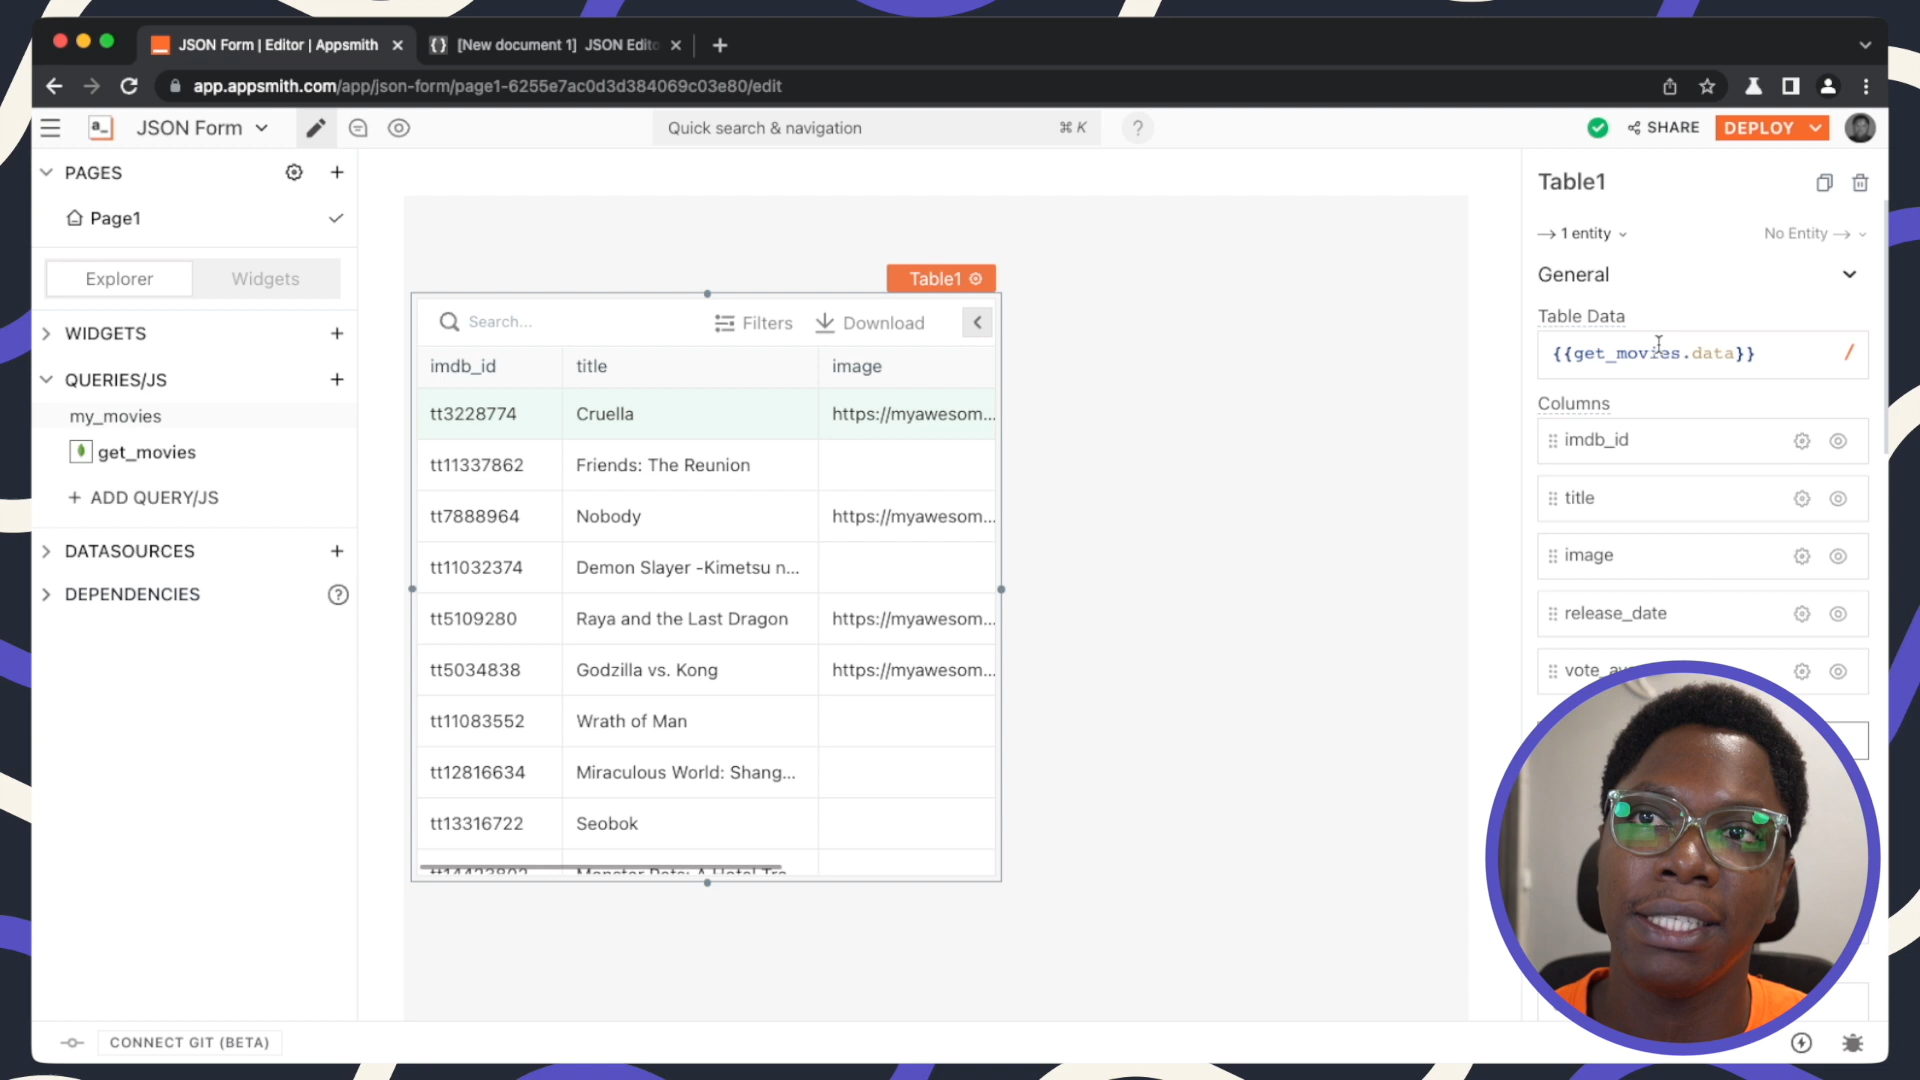 JSON Form | Editor | Appsmith
[New document 1] JSON Edito
app.appsmith.com/app/json-form/page1-6255e7ac0d3d384069c03e80/edit
a_
JSON Form
Quick search & navigation
⌘ K
?
SHARE
DEPLOY
PAGES
Page1
Explorer
Widgets
WIDGETS
QUERIES/JS
my_movies
get_movies
+ ADD QUERY/JS
DATASOURCES
DEPENDENCIES
?
CONNECT GIT (BETA)
Table1
Search...
Filters
Download
imdb_id title image
tt3228774 Cruella https://myawesom...
tt11337862 Friends: The Reunion
tt7888964 Nobody https://myawesom...
tt11032374 Demon Slayer -Kimetsu n...
tt5109280 Raya and the Last Dragon https://myawesom...
tt5034838 Godzilla vs. Kong https://myawesom...
tt11083552 Wrath of Man
tt12816634 Miraculous World: Shang...
tt13316722 Seobok
Table1
1 entity
No Entity
General
Table Data
{{get_movies.data}}
/
Columns
imdb_id
title
image
release_date